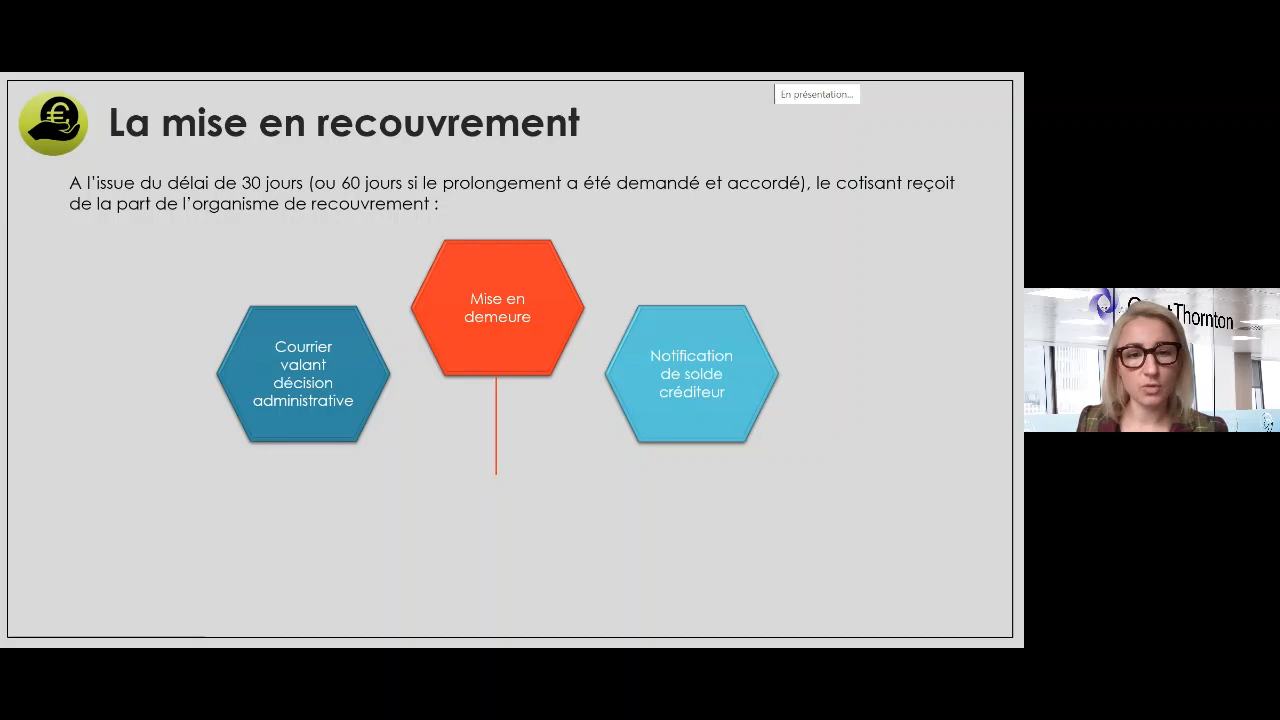 En présentation...
La mise en recouvrement
A l’issue du délai de 30 jours (ou 60 jours si le prolongement a été demandé et accordé), le cotisant reçoit
de la part de l’organisme de recouvrement :
Mise en
demeure
Courrier
valant
décision
administrative
Notification
de solde
créditeur
Thornton